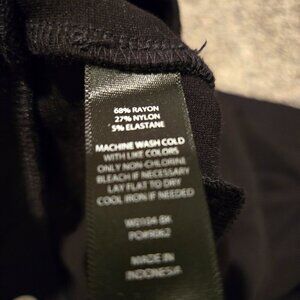 68% RAYON
27% NYLON
5% ELASTANE
MACHINE WASH COLD
WITH LIKE COLORS
ONLY NON-CHLORINE
BLEACH IF NECESSARY
LAY FLAT TO DRY
COOL IRON IF NEEDED
MADE IN
INDONESIA